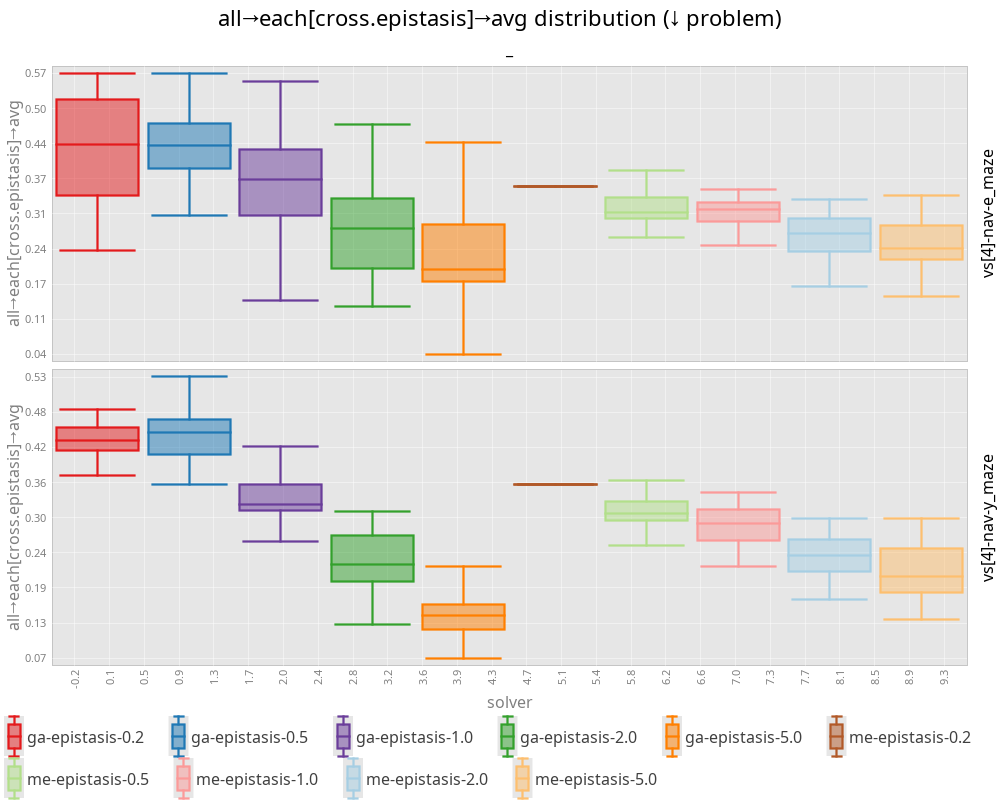 all→each[cross.epistasis]→avg distribution (↓ problem)
–
all→each[cross.epistasis]→avg
0.57
0.50
0.44
0.37
0.31
0.24
0.17
0.11
0.04
vs[4]-nav-e_maze
all→each[cross.epistasis]→avg
0.53
0.48
0.42
0.36
0.30
0.24
0.19
0.13
0.07
vs[4]-nav-y_maze
-0.2 0.1 0.5 0.9 1.3 1.7 2.0 2.4 2.8 3.2 3.6 3.9 4.3 4.7 5.1 5.4 5.8 6.2 6.6 7.0 7.3 7.7 8.1 8.5 8.9 9.3
solver
ga-epistasis-0.2 ga-epistasis-0.5 ga-epistasis-1.0 ga-epistasis-2.0 ga-epistasis-5.0 me-epistasis-0.2
me-epistasis-0.5 me-epistasis-1.0 me-epistasis-2.0 me-epistasis-5.0